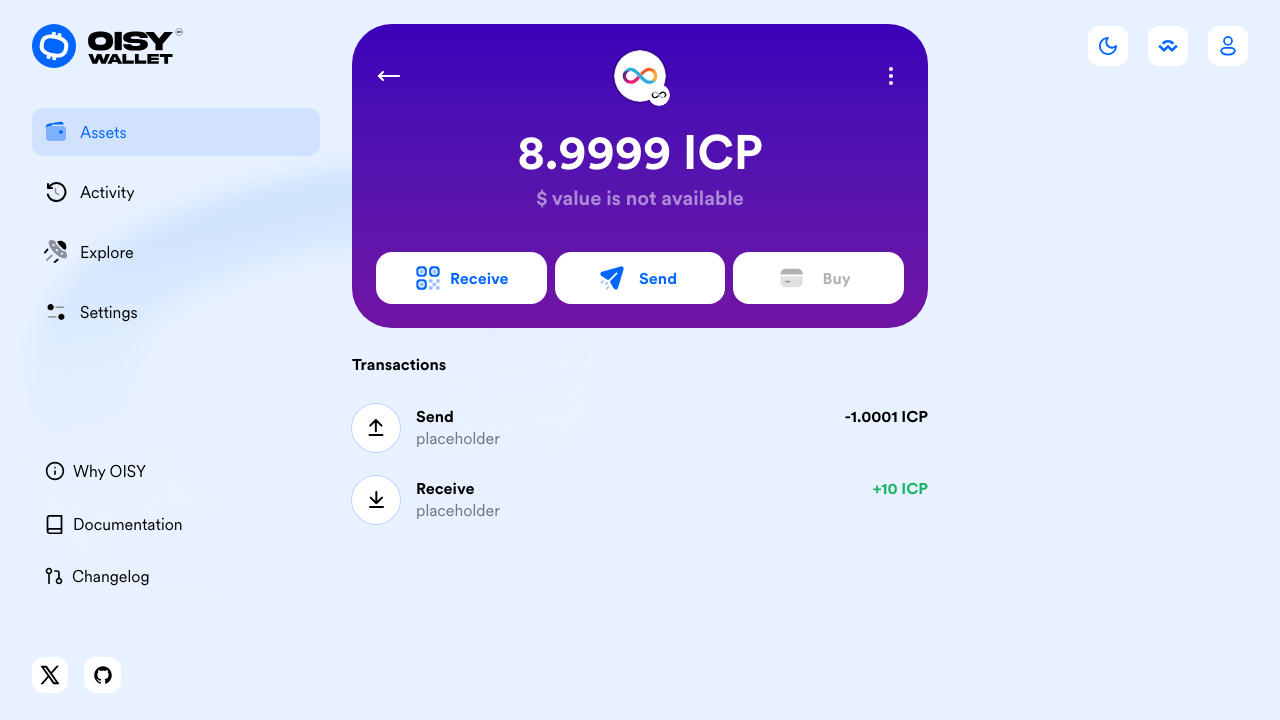 OISY
WALLET
Assets
Activity
Explore
Settings
Why OISY
Documentation
Changelog
8.9999 ICP
$ value is not available
Receive
Send
Buy
Transactions
Send
-1.0001 ICP
placeholder
Receive
+10 ICP
placeholder